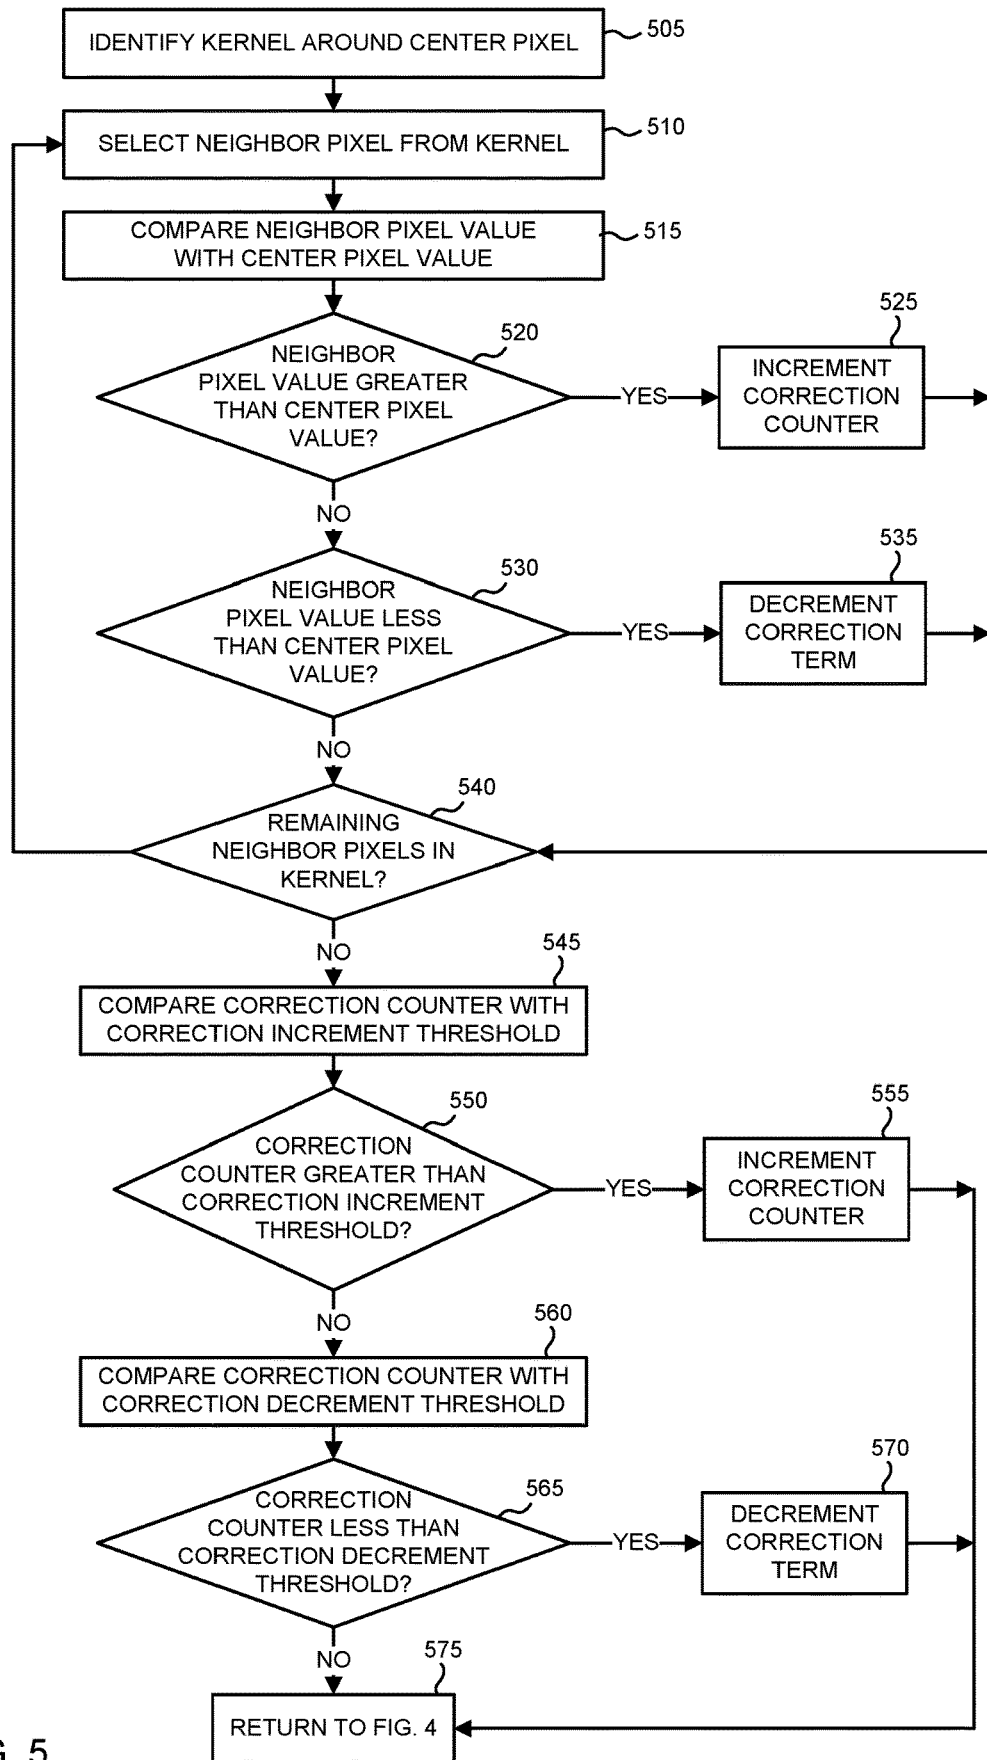 IDENTIFY KERNEL AROUND CENTER PIXEL
505
SELECT NEIGHBOR PIXEL FROM KERNEL
510
COMPARE NEIGHBOR PIXEL VALUE
WITH CENTER PIXEL VALUE
515
520
NEIGHBOR
PIXEL VALUE GREATER
THAN CENTER PIXEL
VALUE?
YES
525
INCREMENT
CORRECTION
COUNTER
NO
530
NEIGHBOR
PIXEL VALUE LESS
THAN CENTER PIXEL
VALUE?
YES
535
DECREMENT
CORRECTION
TERM
NO
540
REMAINING
NEIGHBOR PIXELS IN
KERNEL?
NO
545
COMPARE CORRECTION COUNTER WITH
CORRECTION INCREMENT THRESHOLD
550
CORRECTION
COUNTER GREATER THAN
CORRECTION INCREMENT
THRESHOLD?
YES
555
INCREMENT
CORRECTION
COUNTER
NO
560
COMPARE CORRECTION COUNTER WITH
CORRECTION DECREMENT THRESHOLD
565
CORRECTION
COUNTER LESS THAN
CORRECTION DECREMENT
THRESHOLD?
YES
570
DECREMENT
CORRECTION
TERM
NO
575
RETURN TO FIG. 4
G. 5